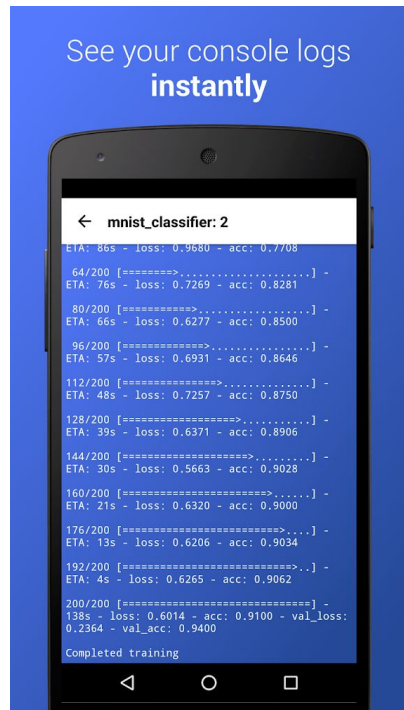 See your console logs
instantly
← mnist_classifier: 2
ETA: 86s - loss: 0.9680 - acc: 0.7708
64/200 [========>.....................] -
ETA: 76s - loss: 0.7269 - acc: 0.8281
80/200 [===========>..................] -
ETA: 66s - loss: 0.6277 - acc: 0.8500
96/200 [=============>................] -
ETA: 57s - loss: 0.6931 - acc: 0.8646
112/200 [===============>..............] -
ETA: 48s - loss: 0.7257 - acc: 0.8750
128/200 [==================>...........] -
ETA: 39s - loss: 0.6371 - acc: 0.8906
144/200 [====================>.........] -
ETA: 30s - loss: 0.5663 - acc: 0.9028
160/200 [=======================>......] -
ETA: 21s - loss: 0.6320 - acc: 0.9000
176/200 [=========================>....] -
ETA: 13s - loss: 0.6206 - acc: 0.9034
192/200 [===========================>..] -
ETA: 4s - loss: 0.6265 - acc: 0.9062
200/200 [==============================] -
138s - loss: 0.6014 - acc: 0.9100 - val_loss:
0.2364 - val_acc: 0.9400
Completed training